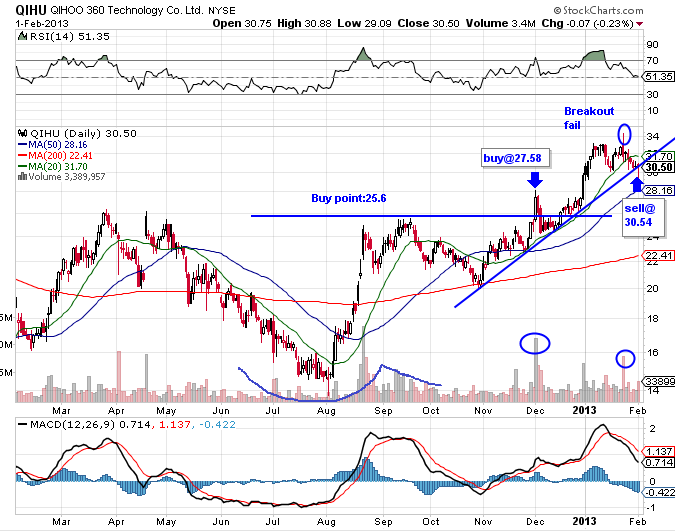 QIHU QIHOO 360 Technology Co. Ltd. NYSE © StockCharts.com
1-Feb-2013 Open 30.75 High 30.88 Low 29.09 Close 30.50 Volume 3.4M Chg -0.07 (-0.23%)
RSI(14) 51.35
90
70
51.35
30
10
Breakout
fail
QIHU (Daily) 30.50
MA(50) 28.16
MA(200) 22.41
MA(20) 31.70
Volume 3,389,957
buy@27.58
Buy point:25.6
sell@
30.54
34
31.70
30.50
28.16
24
22.41
22
20
18
16
14
33899
Mar Apr May Jun Jul Aug Sep Oct Nov Dec 2013 Feb
MACD(12,26,9) 0.714, 1.137, -0.422
2
1.137
0.714
-0.422
-1
Mar Apr May Jun Jul Aug Sep Oct Nov Dec 2013 Feb